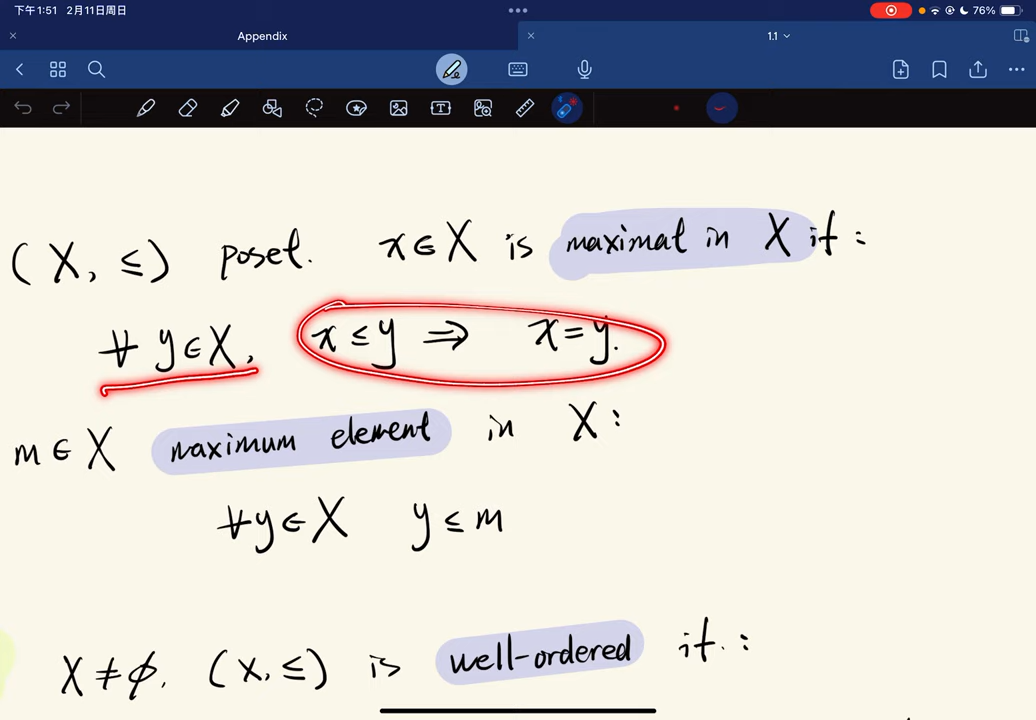 下午1:51 2月11日周日
76%
Appendix
1.1
(X, ≤) poset. x∈X is maximal in X if :
∀ y∈X, x ≤ y ⇒ x = y.
m ∈ X maximum element in X :
∀y∈X y ≤ m
X ≠ ϕ. (X, ≤) is well-ordered if. :